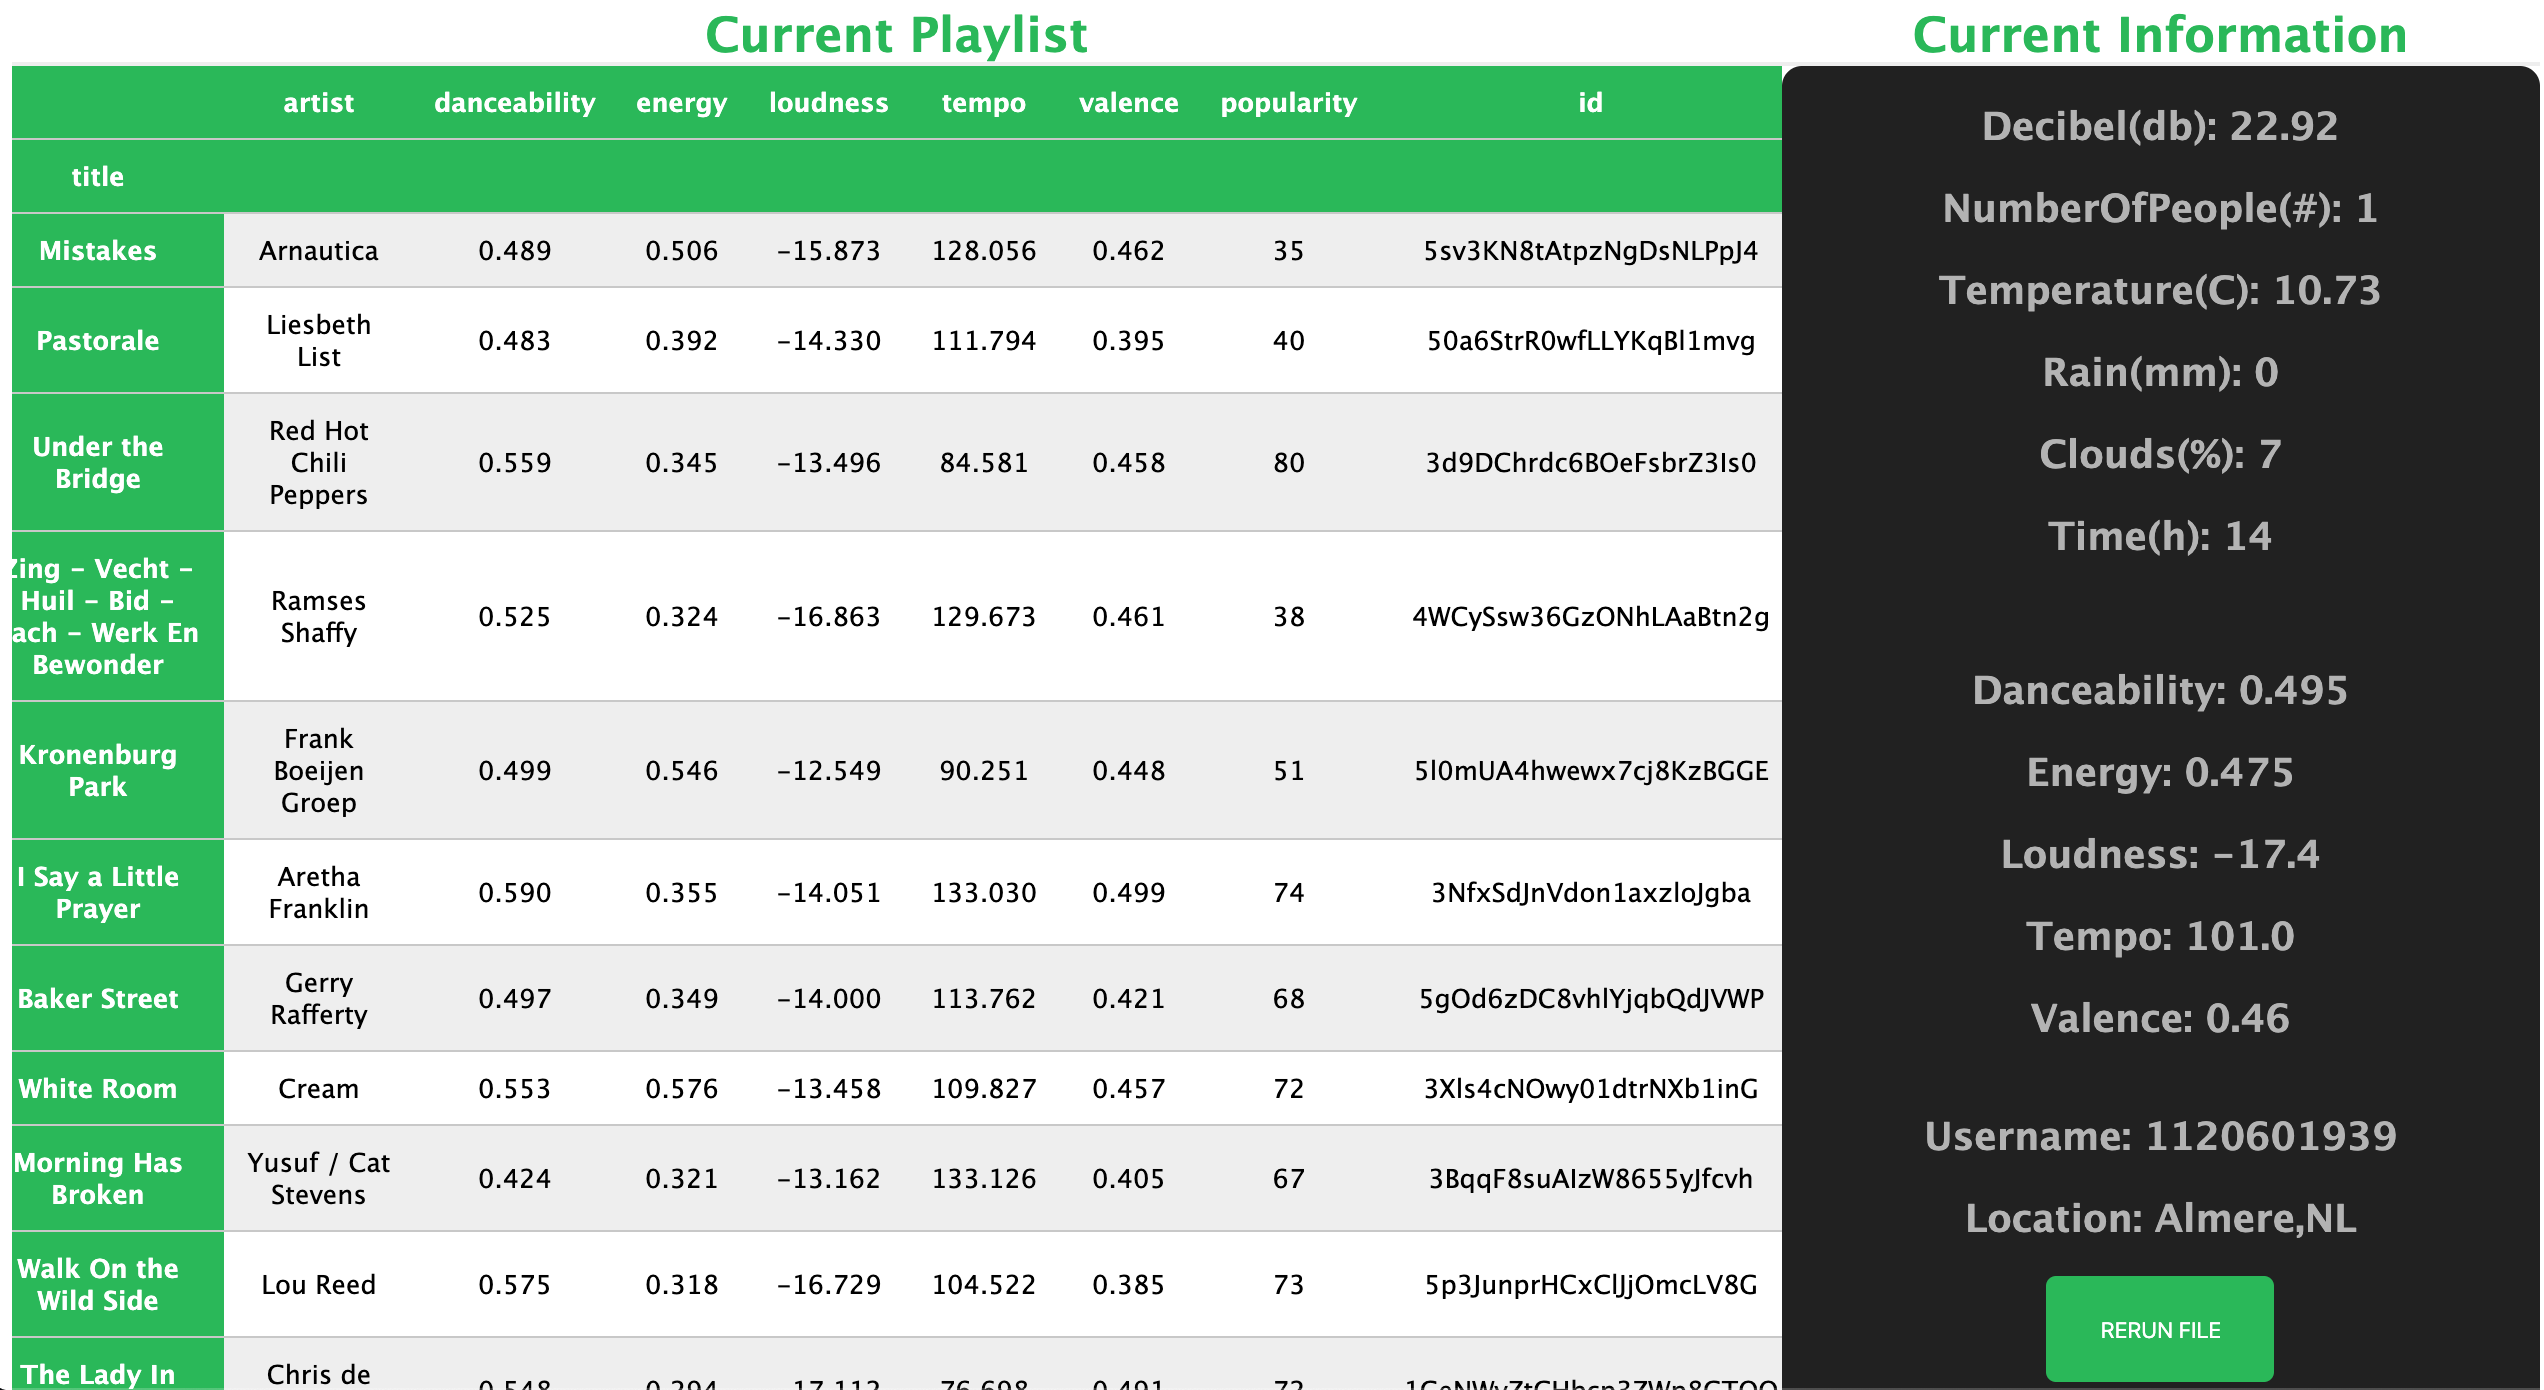 Current Playlist
Current Information
artist danceability energy loudness tempo valence popularity id
title
Mistakes Arnautica 0.489 0.506 -15.873 128.056 0.462 35 5sv3KN8tAtpzNgDsNLPpJ4
Pastorale Liesbeth List 0.483 0.392 -14.330 111.794 0.395 40 50a6StrR0wfLLYKqBl1mvg
Under the Bridge Red Hot Chili Peppers 0.559 0.345 -13.496 84.581 0.458 80 3d9DChrdc6BOeFsbrZ3Is0
Zing - Vecht - Huil - Bid - ach - Werk En Bewonder Ramses Shaffy 0.525 0.324 -16.863 129.673 0.461 38 4WCySsw36GzONhLAaBtn2g
Kronenburg Park Frank Boeijen Groep 0.499 0.546 -12.549 90.251 0.448 51 5l0mUA4hwewx7cj8KzBGGE
I Say a Little Prayer Aretha Franklin 0.590 0.355 -14.051 133.030 0.499 74 3NfxSdJnVdon1axzloJgba
Baker Street Gerry Rafferty 0.497 0.349 -14.000 113.762 0.421 68 5gOd6zDC8vhlYjqbQdJVWP
White Room Cream 0.553 0.576 -13.458 109.827 0.457 72 3Xls4cNOwy01dtrNXb1inG
Morning Has Broken Yusuf / Cat Stevens 0.424 0.321 -13.162 133.126 0.405 67 3BqqF8suAIzW8655yJfcvh
Walk On the Wild Side Lou Reed 0.575 0.318 -16.729 104.522 0.385 73 5p3JunprHCxClJjOmcLV8G
The Lady In Chris de
Decibel(db): 22.92
NumberOfPeople(#): 1
Temperature(C): 10.73
Rain(mm): 0
Clouds(%): 7
Time(h): 14
Danceability: 0.495
Energy: 0.475
Loudness: -17.4
Tempo: 101.0
Valence: 0.46
Username: 1120601939
Location: Almere,NL
RERUN FILE